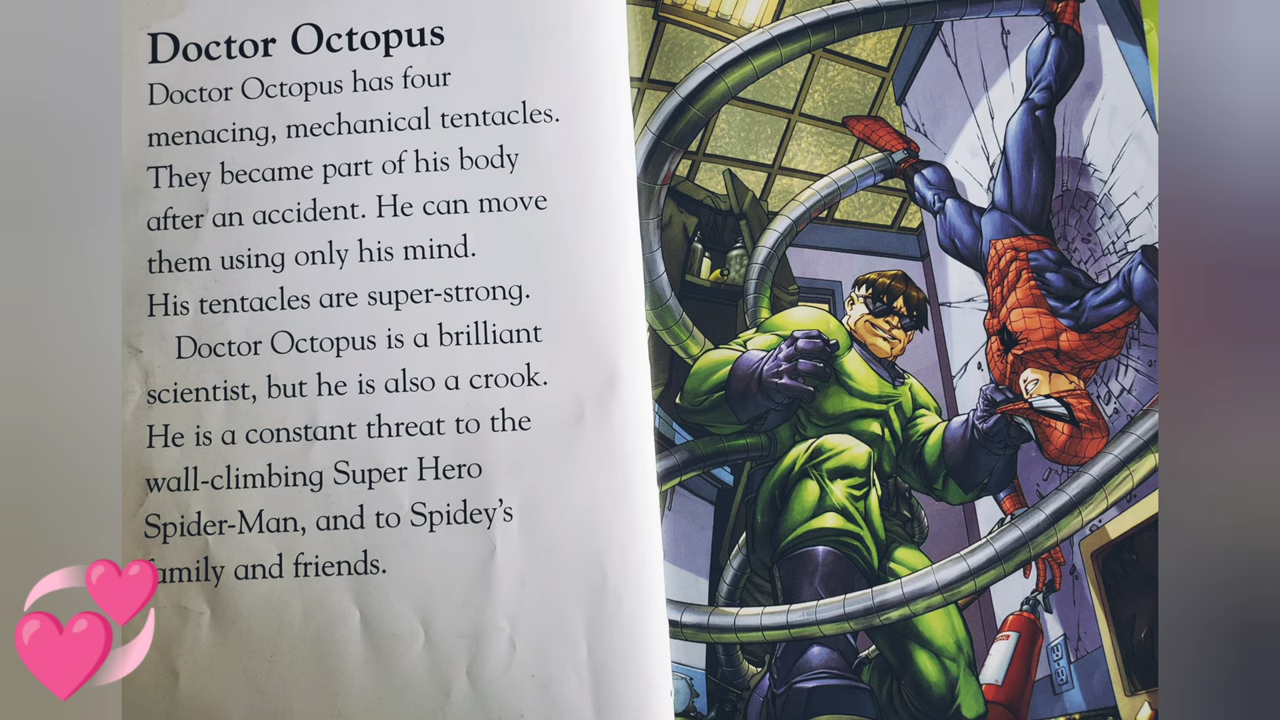 Doctor Octopus
Doctor Octopus has four
menacing, mechanical tentacles.
They became part of his body
after an accident. He can move
them using only his mind.
His tentacles are super-strong.
Doctor Octopus is a brilliant
scientist, but he is also a crook.
He is a constant threat to the
wall-climbing Super Hero
Spider-Man, and to Spidey's
family and friends.